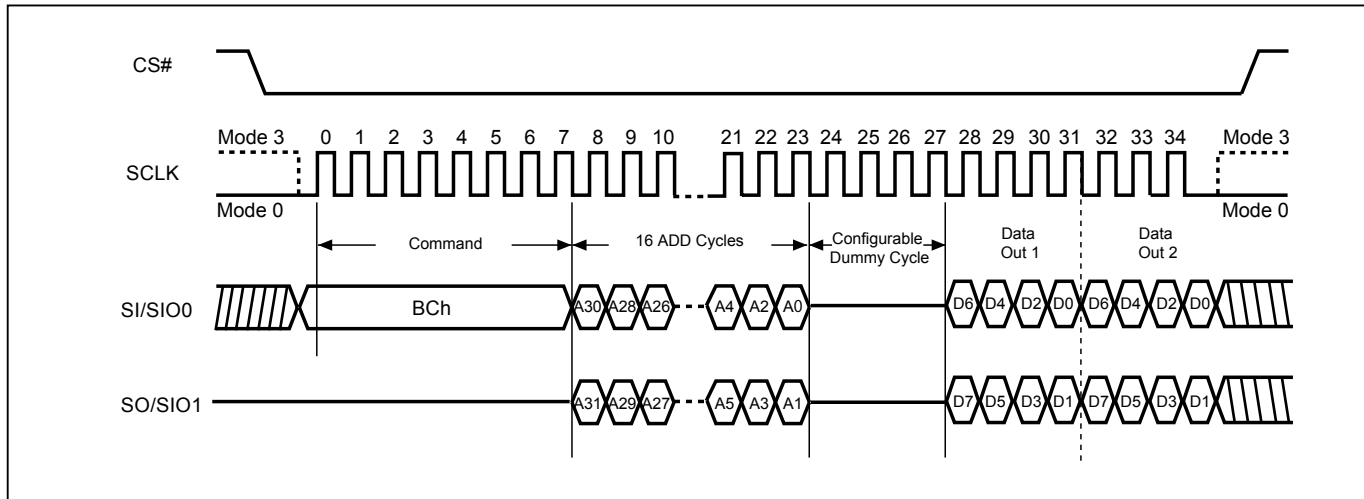 CS#
Mode 3 0 1 2 3 4 5 6 7 8 9 10 21 22 23 24 25 26 27 28 29 30 31 32 33 34 Mode 3
SCLK
Mode 0 Mode 0
Command 16 ADD Cycles Configurable Dummy Cycle Data Out 1 Data Out 2
SI/SIO0 BCh A30 A28 A26 A4 A2 A0 D6 D4 D2 D0 D6 D4 D2 D0
SO/SIO1 A31 A29 A27 A5 A3 A1 D7 D5 D3 D1 D7 D5 D3 D1